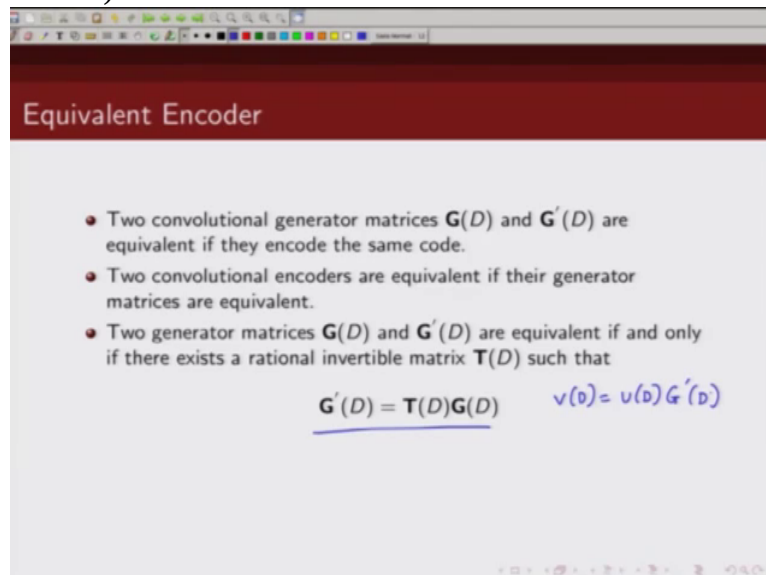 Equivalent Encoder
Two convolutional generator matrices G(D) and G′(D) are
equivalent if they encode the same code.
Two convolutional encoders are equivalent if their generator
matrices are equivalent.
Two generator matrices G(D) and G′(D) are equivalent if and only
if there exists a rational invertible matrix T(D) such that
G′(D) = T(D)G(D) v(D) = u(D) G′(D)